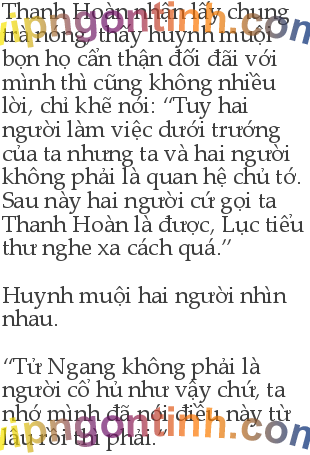 Thanh Hoàn nhận lấy chung
trà nóng, thấy huynh muội
bọn họ cẩn thận đối đãi với
mình thì cũng không nhiều
lời, chỉ khẽ nói: “Tuy hai
người làm việc dưới trướng
của ta nhưng ta và hai người
không phải là quan hệ chủ tớ.
Sau này hai người cứ gọi ta
Thanh Hoàn là được, Lục tiểu
thư nghe xa cách quá.”
Huynh muội hai người nhìn
nhau.
“Tử Ngang không phải là
người cổ hủ như vậy chứ, ta
nhớ mình đã nói điều này từ
lâu rồi thì phải.”
vipngontinh.com
vipngontinh.com